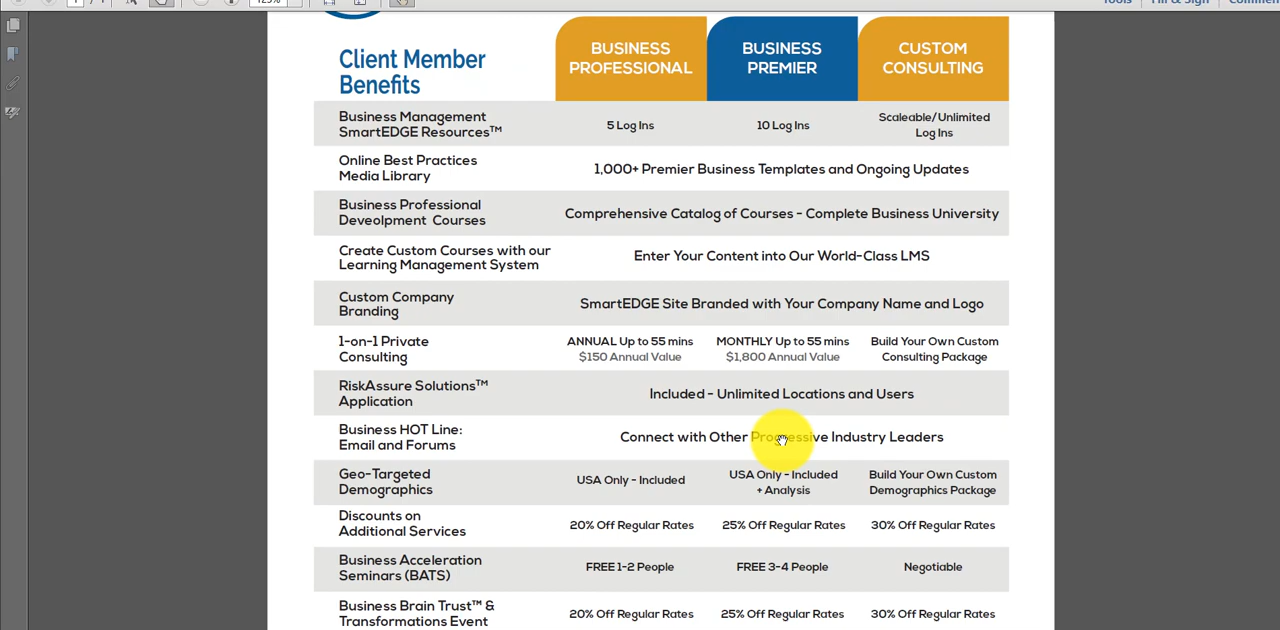 BUSINESS
PROFESSIONAL
BUSINESS
PREMIER
CUSTOM
CONSULTING
Client Member
Benefits
Business Management
SmartEDGE Resources™
5 Log Ins
10 Log Ins
Scaleable/Unlimited
Log Ins
Online Best Practices
Media Library
1,000+ Premier Business Templates and Ongoing Updates
Business Professional
Deveolpment Courses
Comprehensive Catalog of Courses - Complete Business University
Create Custom Courses with our
Learning Management System
Enter Your Content into Our World-Class LMS
Custom Company
Branding
SmartEDGE Site Branded with Your Company Name and Logo
1-on-1 Private
Consulting
ANNUAL Up to 55 mins
$150 Annual Value
MONTHLY Up to 55 mins
$1,800 Annual Value
Build Your Own Custom
Consulting Package
RiskAssure Solutions™
Application
Included - Unlimited Locations and Users
Business HOT Line:
Email and Forums
Connect with Other Progressive Industry Leaders
Geo-Targeted
Demographics
USA Only - Included
USA Only - Included
+ Analysis
Build Your Own Custom
Demographics Package
Discounts on
Additional Services
20% Off Regular Rates
25% Off Regular Rates
30% Off Regular Rates
Business Acceleration
Seminars (BATS)
FREE 1-2 People
FREE 3-4 People
Negotiable
Business Brain Trust™ &
Transformations Event
20% Off Regular Rates
25% Off Regular Rates
30% Off Regular Rates